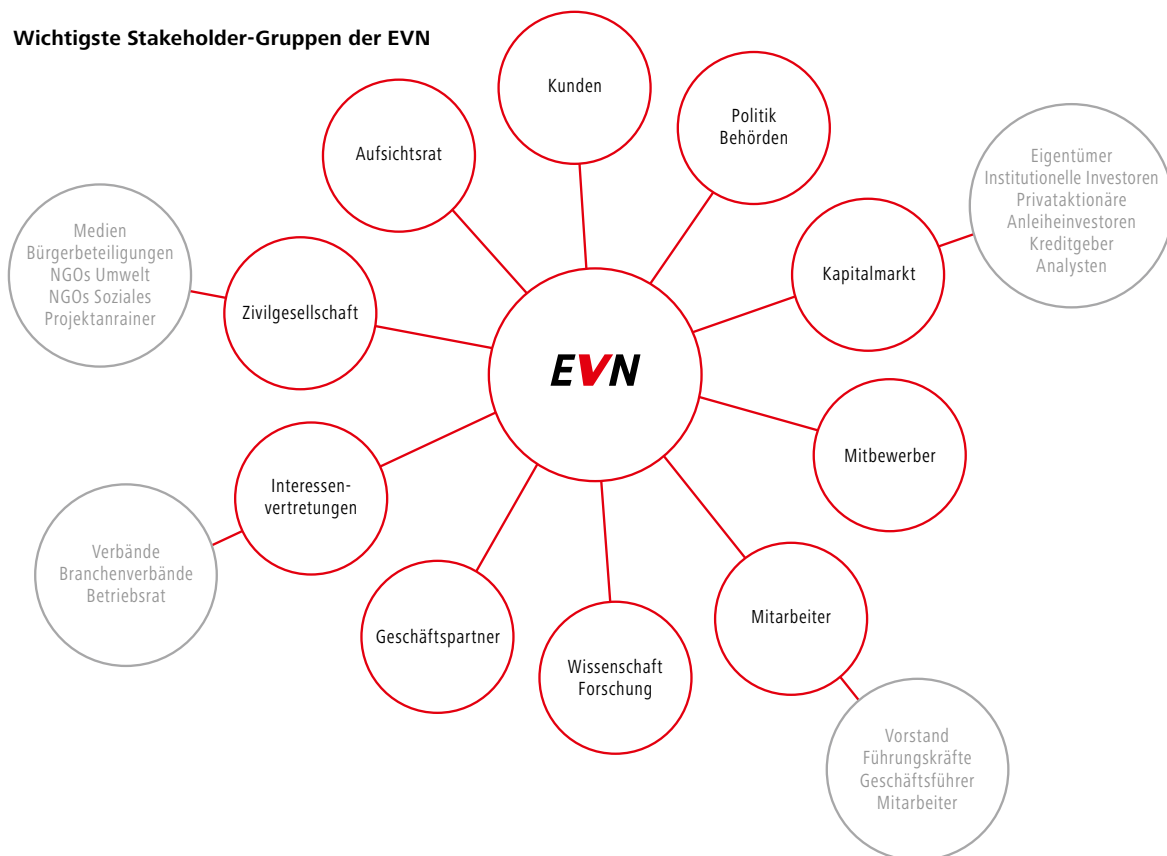 Wichtigste Stakeholder-Gruppen der EVN
Kunden
Politik
Behörden
Aufsichtsrat
Eigentümer
Institutionelle Investoren
Privataktionäre
Anleiheinvestoren
Kreditgeber
Analysten
Kapitalmarkt
Medien
Bürgerbeteiligungen
NGOs Umwelt
NGOs Soziales
Projektanrainer
Zivilgesellschaft
EVN
Mitbewerber
Interessen-
vertretungen
Verbände
Branchenverbände
Betriebsrat
Geschäftspartner
Wissenschaft
Forschung
Mitarbeiter
Vorstand
Führungskräfte
Geschäftsführer
Mitarbeiter